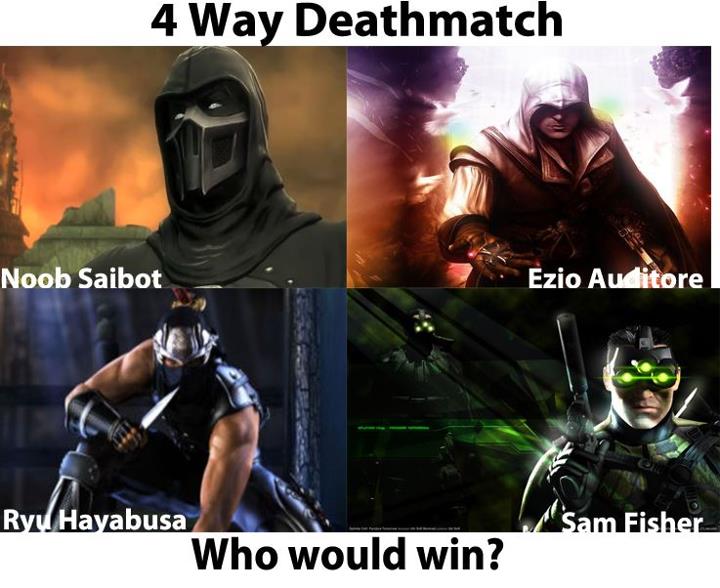 4 Way Deathmatch
Noob Saibot
Ezio Auditore
Ryu Hayabusa
Sam Fisher
Who would win?